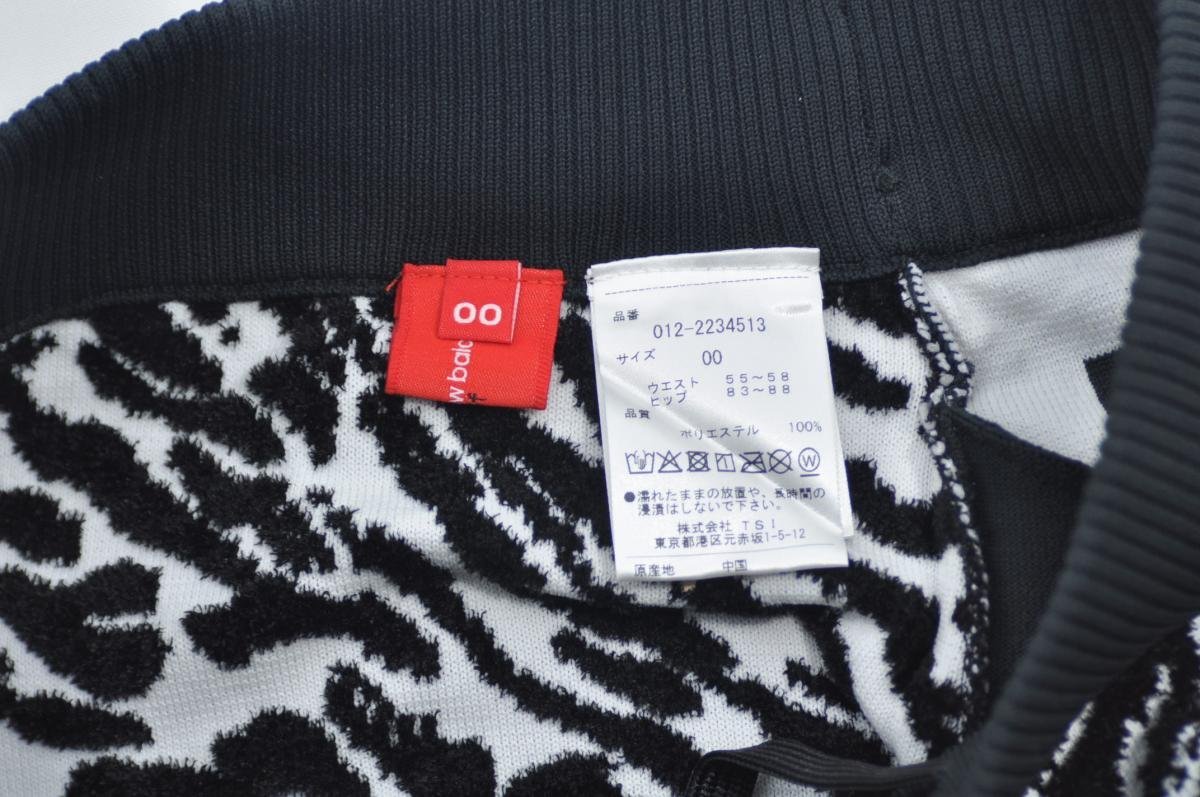 00
w balc
品番
012-2234513
サイズ 00
ウエスト 55～58
ヒップ 83～88
品質
ポリエステル 100%
W
●濡れたままの放置や、長時間の
浸漬はしないで下さい。
株式会社 TSI
東京都港区元赤坂1-5-12
原産地 中国